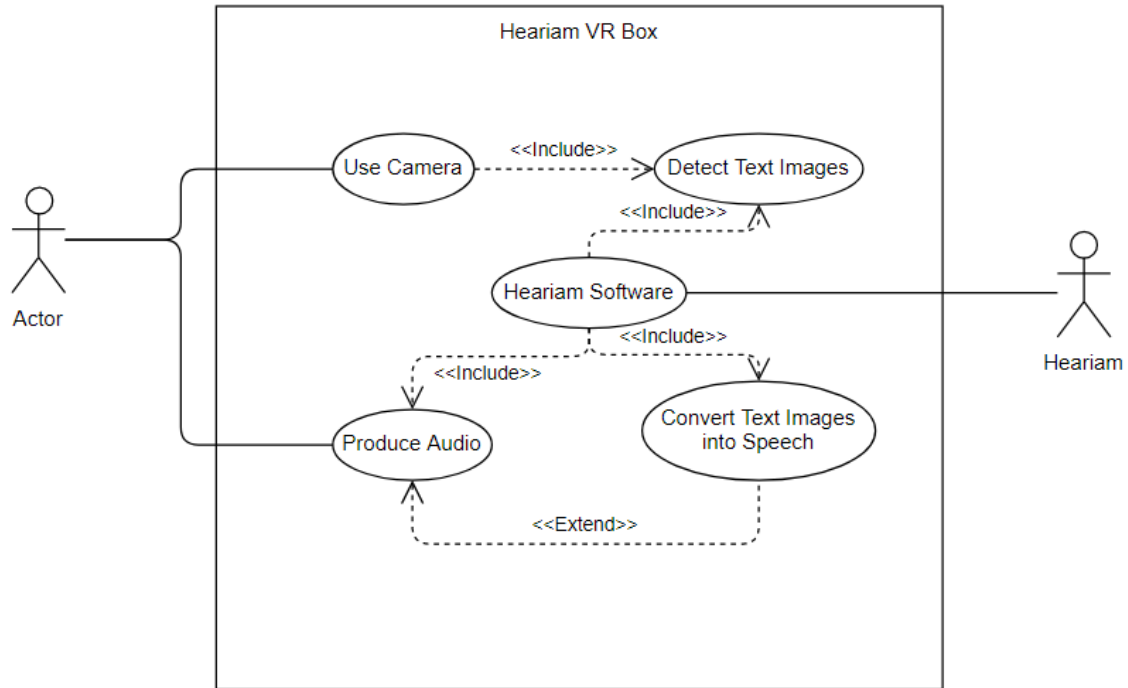 Heariam VR Box
Use Camera
<<Include>>
Detect Text Images
<<Include>>
Actor
Heariam Software
Heariam
<<Include>>
<<Include>>
Produce Audio
Convert Text Images
into Speech
<<Extend>>